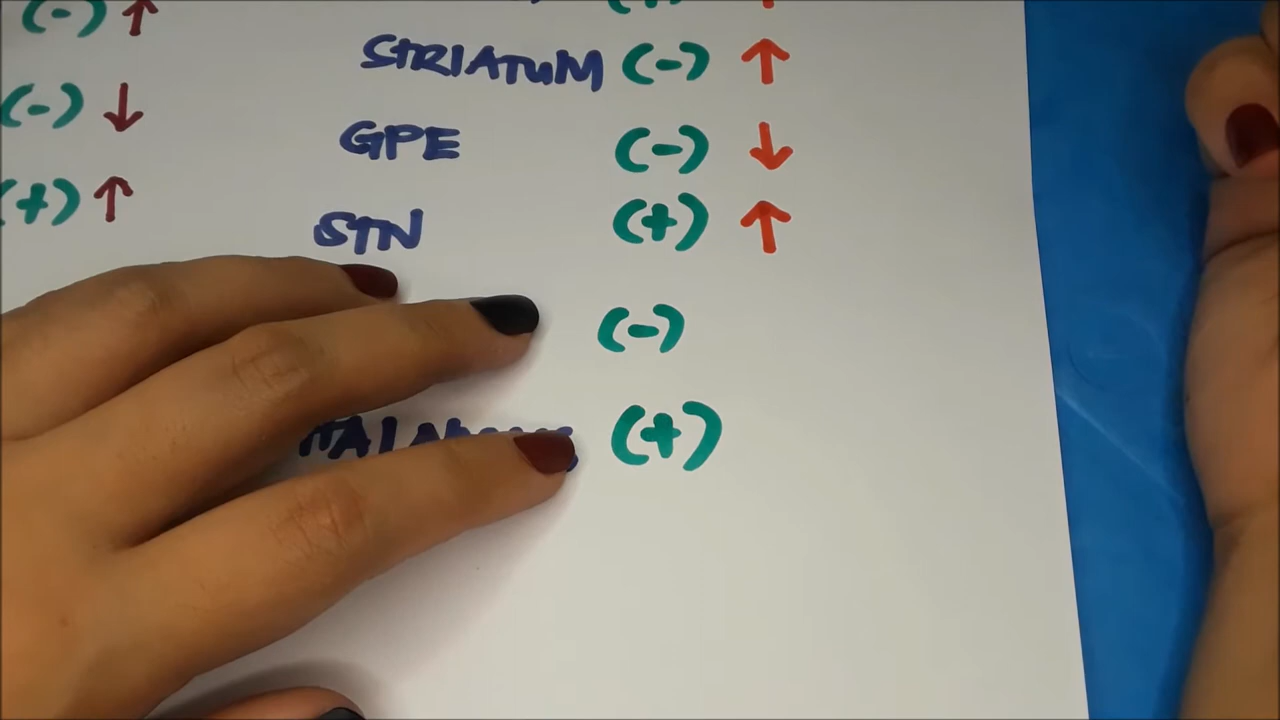 (-) ↑
STRIATUM (-) ↑
(-) ↓
GPE (-) ↓
(+) ↑
STN (+) ↑
(-)
(+)